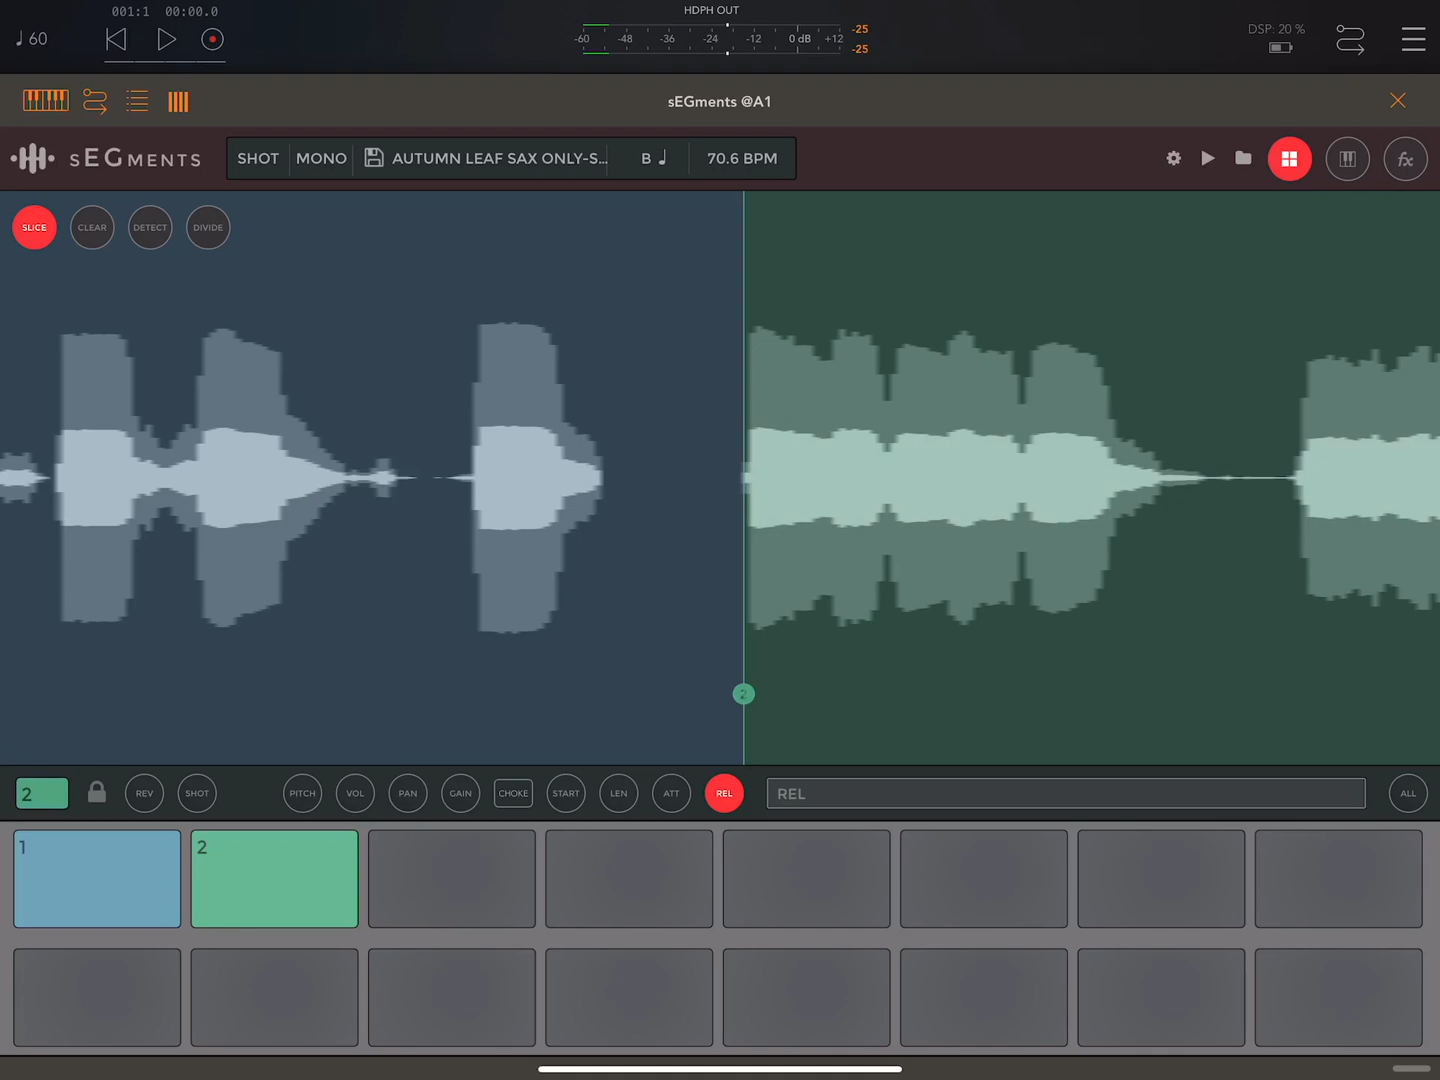 001:1 00:00.0
HDPH OUT
♩ 60
-60 -48 -36 -24 -12 0 dB +12
-25
-25
DSP: 20 %
sEGments @A1
sEGmENTS
SHOT MONO AUTUMN LEAF SAX ONLY-S... B ♩ 70.6 BPM
fx
SLICE CLEAR DETECT DIVIDE
2
2 REV SHOT PITCH VOL PAN GAIN CHOKE START LEN ATT REL REL ALL
1 2